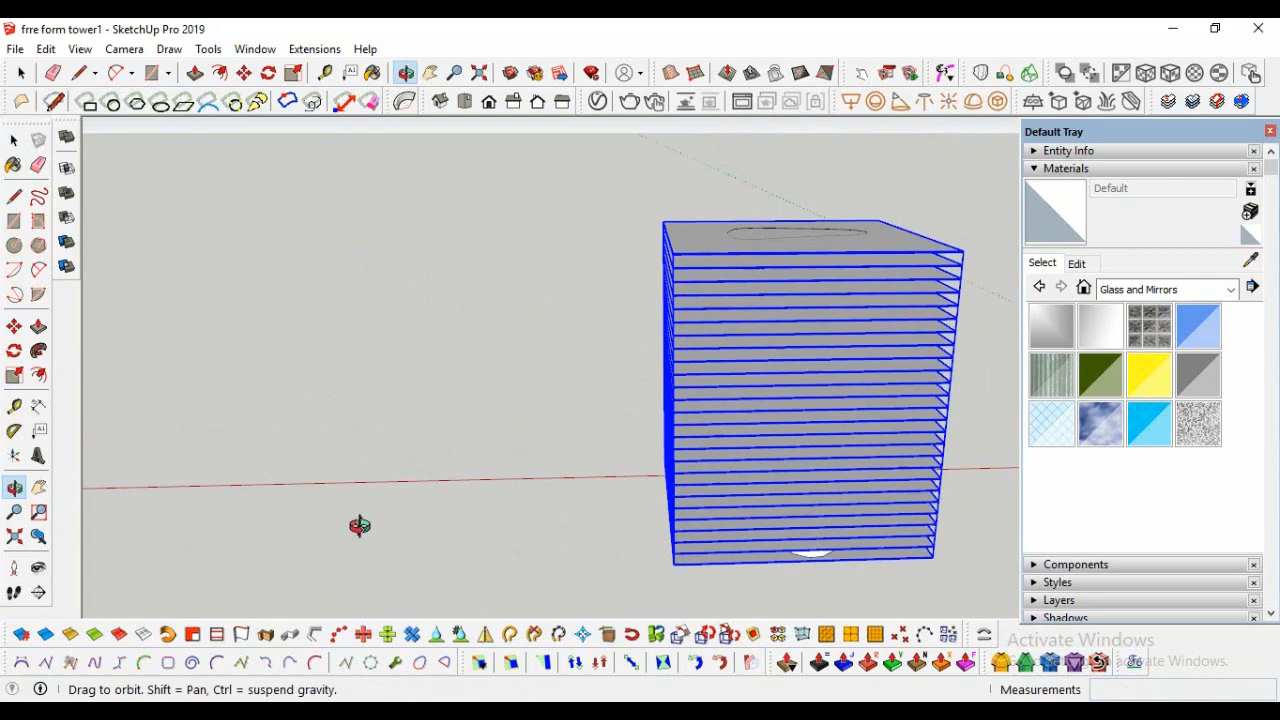 frre form tower1 - SketchUp Pro 2019
File Edit View Camera Draw Tools Window Extensions Help
Default Tray
Entity Info
Materials
Default
Select Edit
Glass and Mirrors
Components
Styles
Layers
Shadows
Activate Windows
Drag to orbit. Shift = Pan, Ctrl = suspend gravity.
Measurements